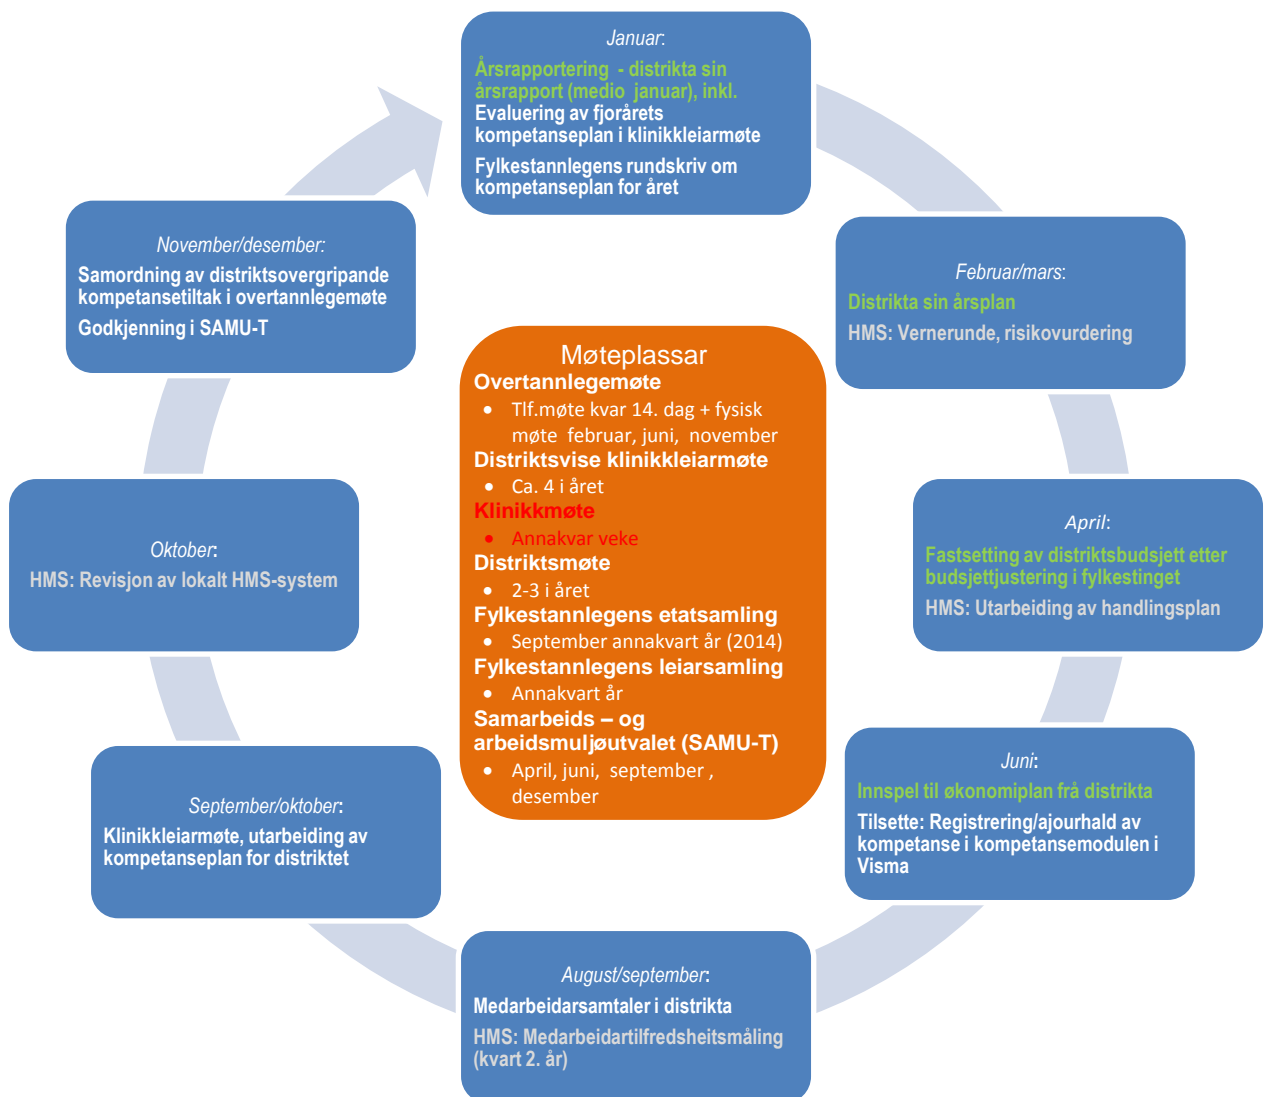 Januar:
Årsrapportering - distrikta sin
årsrapport (medio januar), inkl.
Evaluering av fjorårets
kompetanseplan i klinikkleiarmøte
Fylkestannlegens rundskriv om
kompetanseplan for året
Februar/mars:
Distrikta sin årsplan
HMS: Vernerunde, risikovurdering
April:
Fastsetting av distriktsbudsjett etter
budsjettjustering i fylkestinget
HMS: Utarbeiding av handlingsplan
Juni:
Innspel til økonomiplan frå distrikta
Tilsette: Registrering/ajourhald av
kompetanse i kompetansemodulen i
Visma
August/september:
Medarbeidarsamtaler i distrikta
HMS: Medarbeidartilfredsheitsmåling
(kvart 2. år)
September/oktober:
Klinikkleiarmøte, utarbeiding av
kompetanseplan for distriktet
Oktober:
HMS: Revisjon av lokalt HMS-system
November/desember:
Samordning av distriktsovergripande
kompetansetiltak i overtannlegemøte
Godkjenning i SAMU-T
Møteplassar
Overtannlegemøte
• Tlf.møte kvar 14. dag + fysisk
møte februar, juni, november
Distriktsvise klinikkleiarmøte
• Ca. 4 i året
Klinikkmøte
• Annakvar veke
Distriktsmøte
• 2-3 i året
Fylkestannlegens etatsamling
• September annakvart år (2014)
Fylkestannlegens leiarsamling
• Annakvart år
Samarbeids – og
arbeidsmuljøutvalet (SAMU-T)
• April, juni, september ,
desember